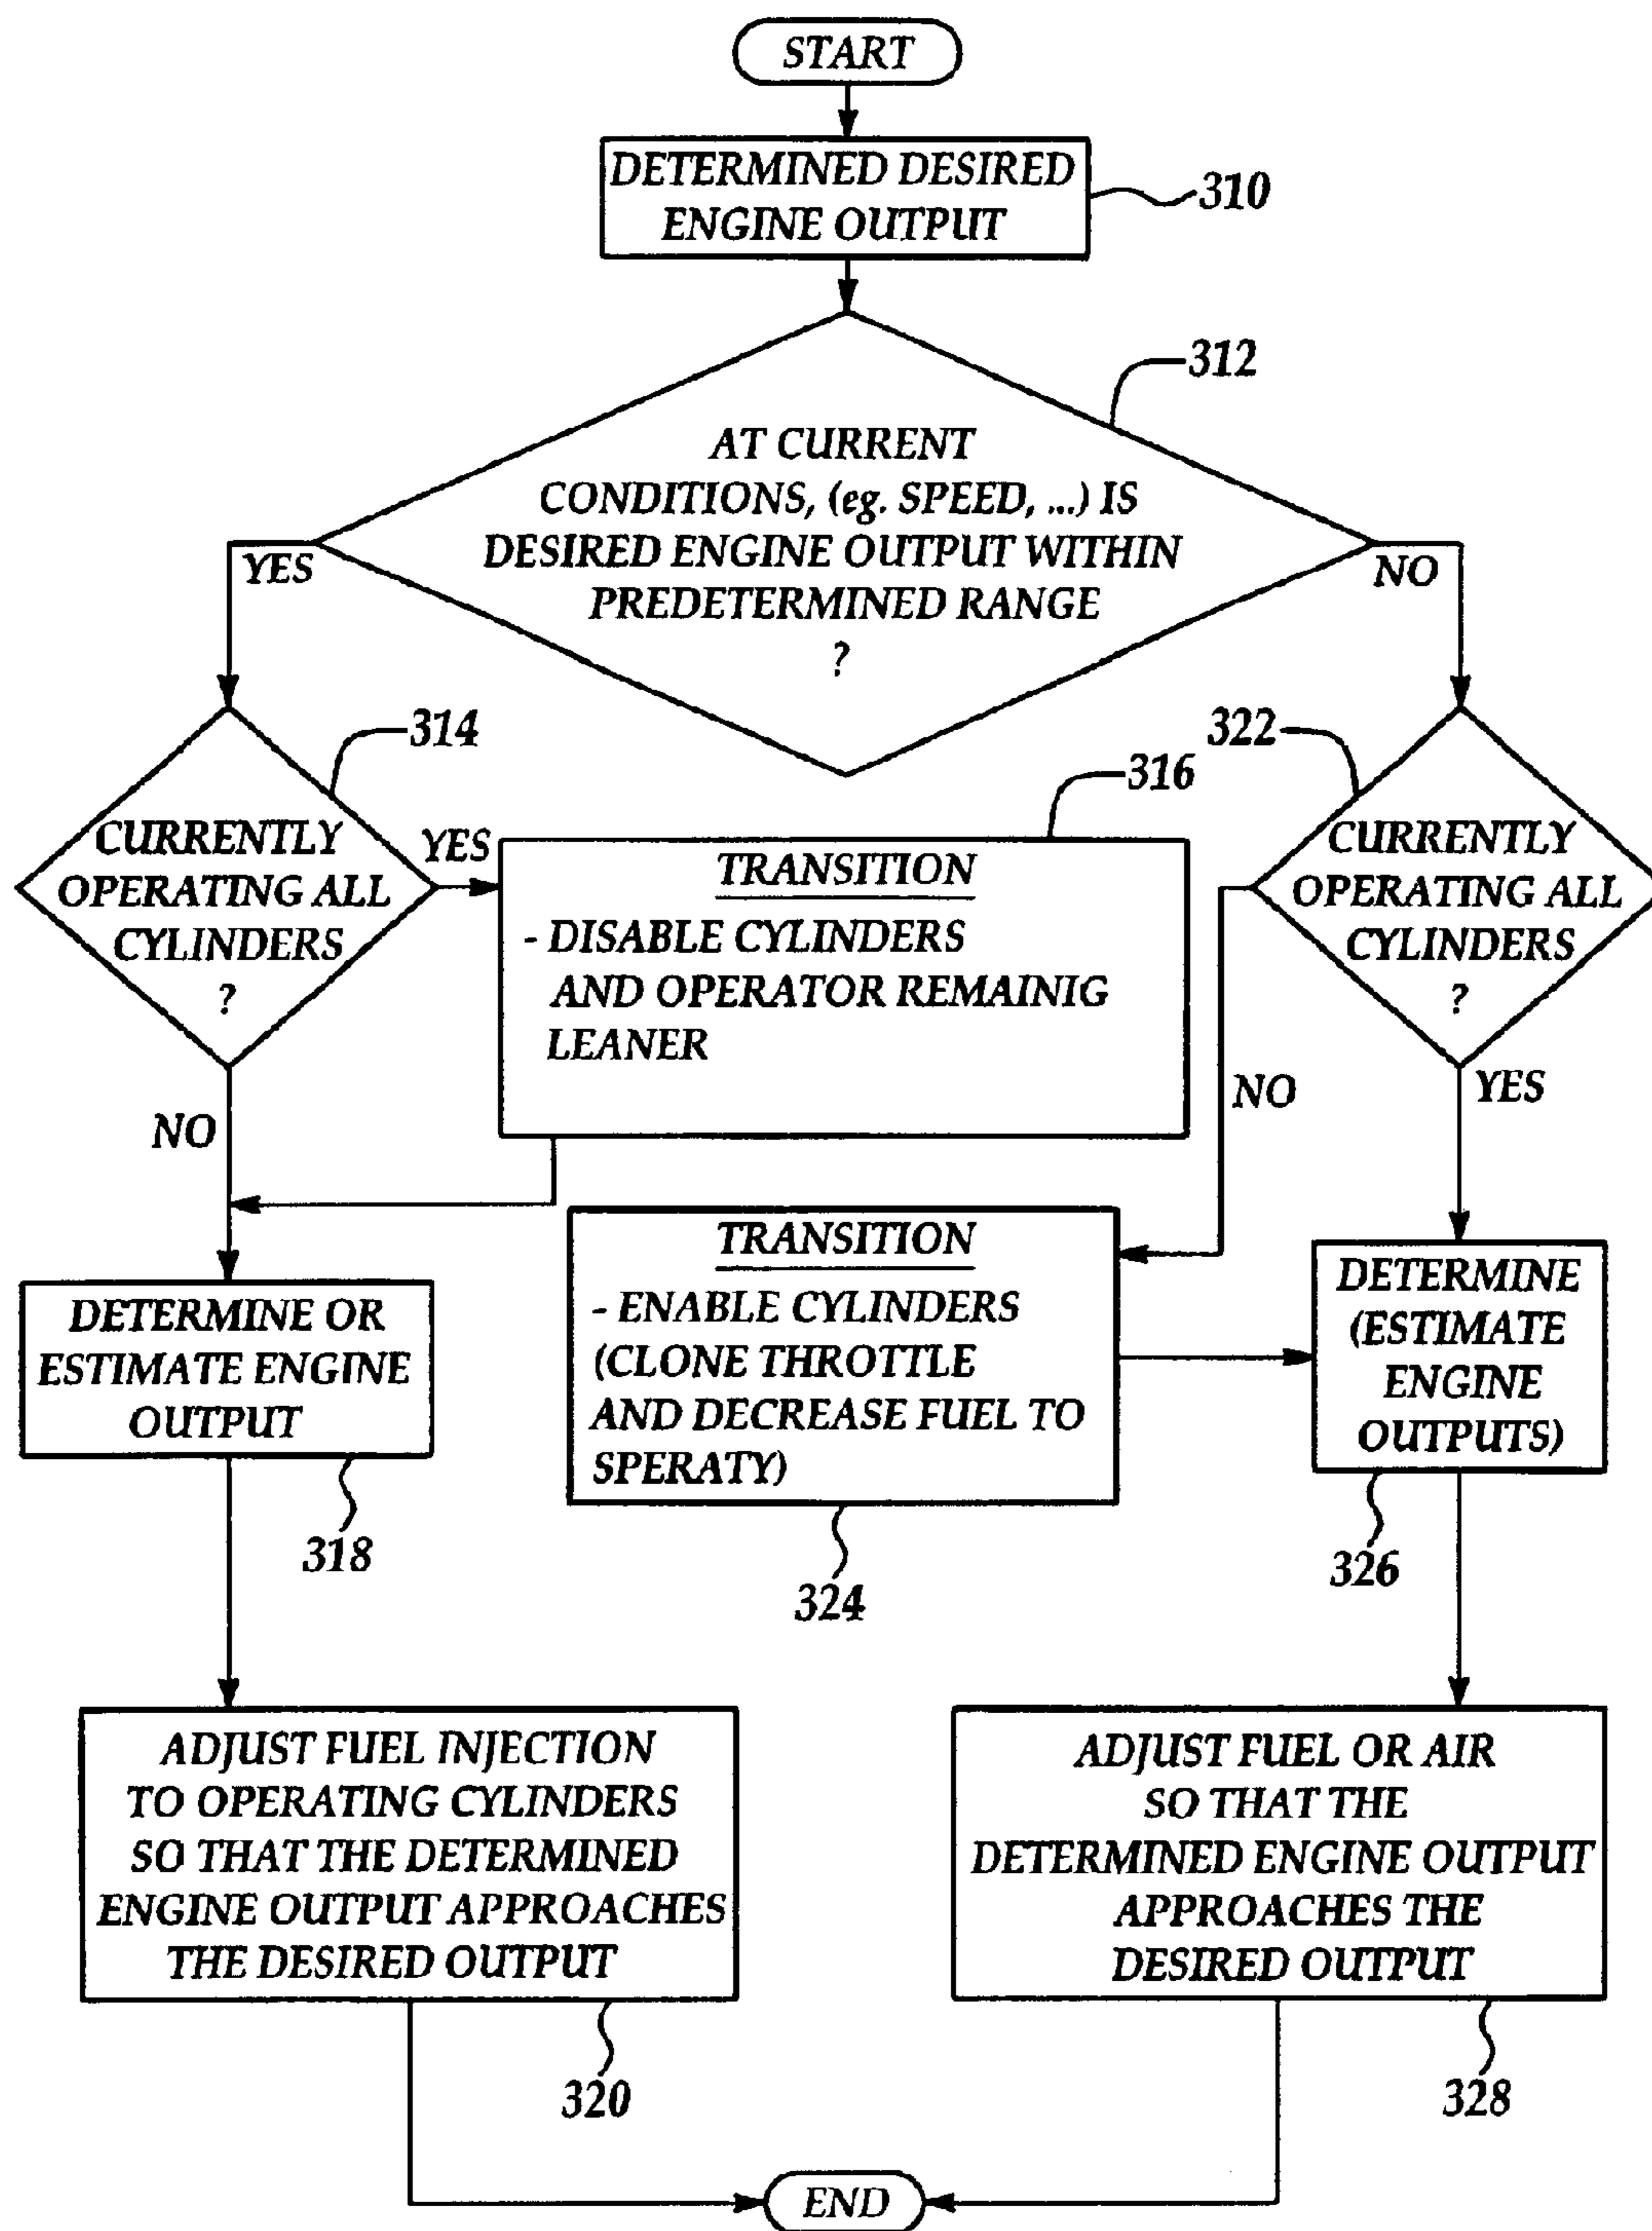 START
DETERMINED DESIRED
ENGINE OUTPUT
310
312
AT CURRENT
CONDITIONS, (eg. SPEED, ...) IS
DESIRED ENGINE OUTPUT WITHIN
PREDETERMINED RANGE
?
YES
NO
314
CURRENTLY
OPERATING ALL
CYLINDERS
?
YES
NO
316
TRANSITION
- DISABLE CYLINDERS
AND OPERATOR REMAINIG
LEANER
322
CURRENTLY
OPERATING ALL
CYLINDERS
?
NO
YES
TRANSITION
- ENABLE CYLINDERS
(CLONE THROTTLE
AND DECREASE FUEL TO
SPERATY)
324
DETERMINE OR
ESTIMATE ENGINE
OUTPUT
318
DETERMINE
(ESTIMATE
ENGINE
OUTPUTS)
326
ADJUST FUEL INJECTION
TO OPERATING CYLINDERS
SO THAT THE DETERMINED
ENGINE OUTPUT APPROACHES
THE DESIRED OUTPUT
320
ADJUST FUEL OR AIR
SO THAT THE
DETERMINED ENGINE OUTPUT
APPROACHES THE
DESIRED OUTPUT
328
END